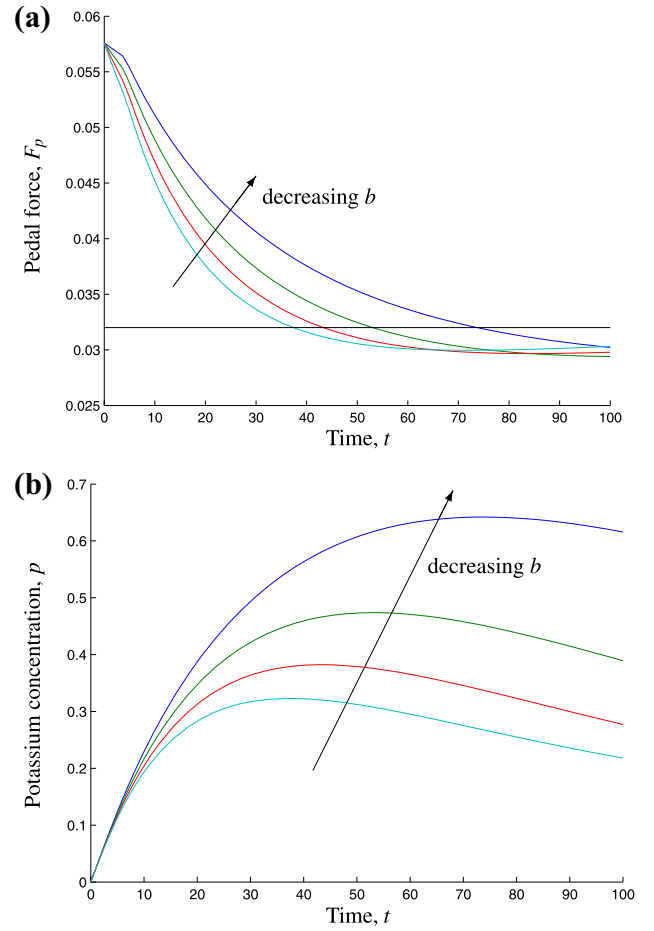 (a)
0.06
0.055
0.05
0.045
0.04
0.035
0.03
0.025
Pedal force, Fₚ
decreasing b
0 10 20 30 40 50 60 70 80 90 100
Time, t
(b)
0.7
0.6
0.5
0.4
0.3
0.2
0.1
0
Potassium concentration, p
decreasing b
0 10 20 30 40 50 60 70 80 90 100
Time, t